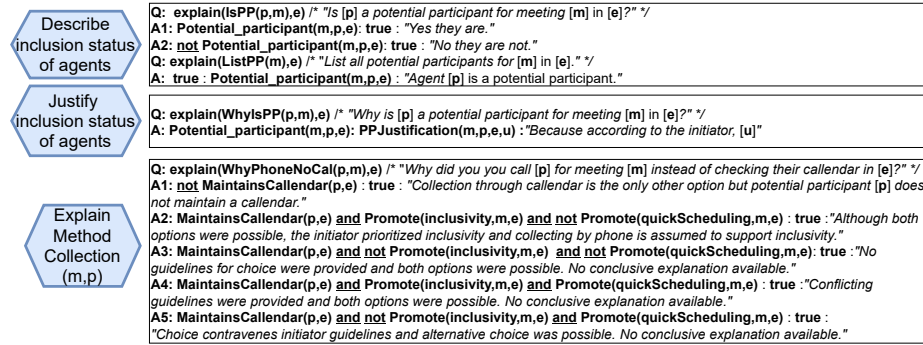 Describe
inclusion status
of agents
Q: explain(IsPP(p,m),e) /* "Is [p] a potential participant for meeting [m] in [e]?" */
A1: Potential_participant(m,p,e): true : "Yes they are."
A2: not Potential_participant(m,p,e): true : "No they are not."
Q: explain(ListPP(m),e) /* "List all potential participants for [m] in [e]." */
A: true : Potential_participant(m,p,e) : "Agent [p] is a potential participant."
Justify
inclusion status
of agents
Q: explain(WhyIsPP(p,m),e) /* "Why is [p] a potential participant for meeting [m] in [e]?" */
A: Potential_participant(m,p,e): PPJustification(m,p,e,u) :"Because according to the initiator, [u]"
Explain
Method
Collection
(m,p)
Q: explain(WhyPhoneNoCal(p,m),e) /* "Why did you you call [p] for meeting [m] instead of checking their callendar in [e]?" */
A1: not MaintainsCallendar(p,e) : true : "Collection through callendar is the only other option but potential participant [p] does
not maintain a callendar."
A2: MaintainsCallendar(p,e) and Promote(inclusivity,m,e) and not Promote(quickScheduling,m,e) : true :"Although both
options were possible, the initiator prioritized inclusivity and collecting by phone is assumed to support inclusivity."
A3: MaintainsCallendar(p,e) and not Promote(inclusivity,m,e) and not Promote(quickScheduling,m,e): true :"No
guidelines for choice were provided and both options were possible. No conclusive explanation available."
A4: MaintainsCallendar(p,e) and Promote(inclusivity,m,e) and Promote(quickScheduling,m,e) : true :"Conflicting
guidelines were provided and both options were possible. No conclusive explanation available."
A5: MaintainsCallendar(p,e) and not Promote(inclusivity,m,e) and Promote(quickScheduling,m,e) : true :
"Choice contravenes initiator guidelines and alternative choice was possible. No conclusive explanation available."